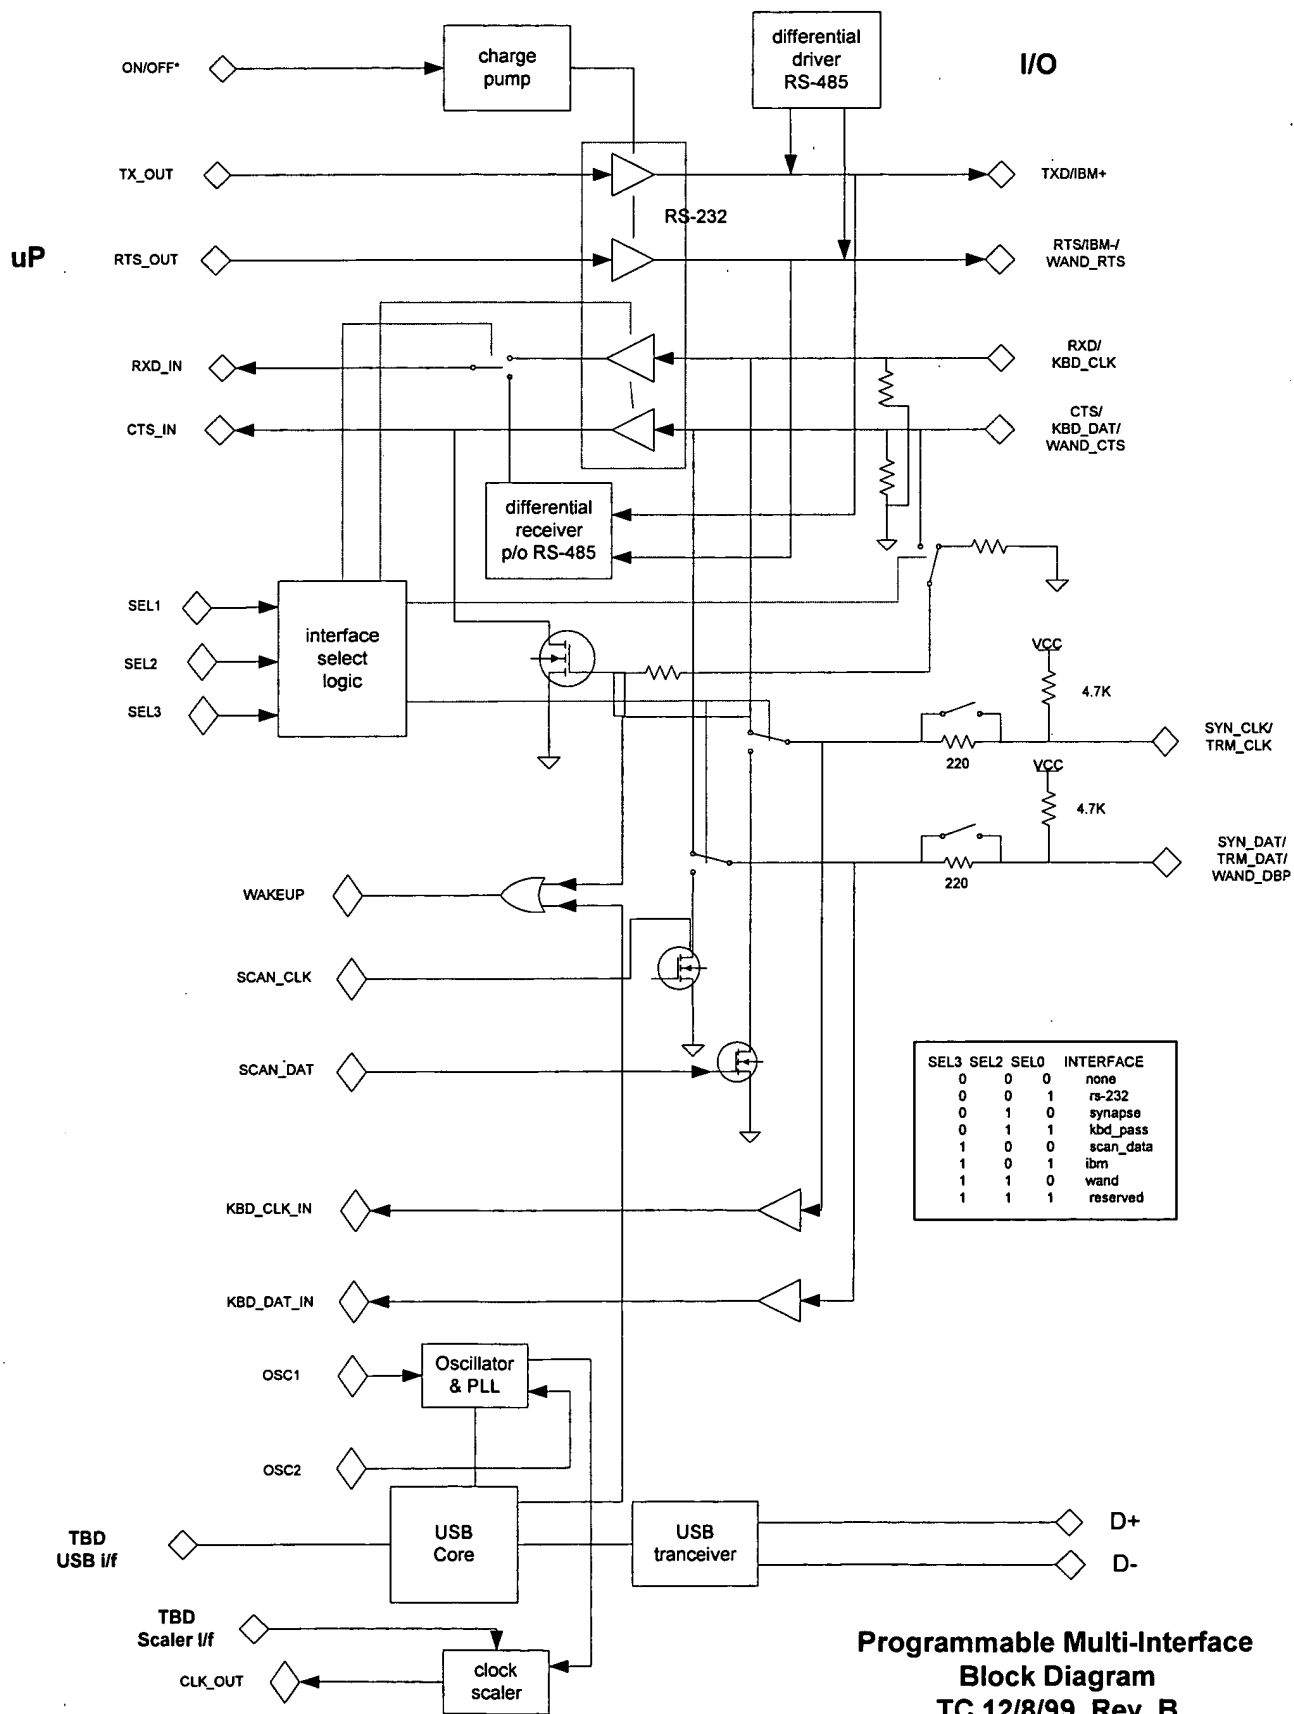 ON/OFF*
charge
pump
differential
driver
RS-485
I/O
TX_OUT
TXD/IBM+
RS-232
uP
RTS_OUT
RTS/IBM-/
WAND_RTS
RXD_IN
RXD/
KBD_CLK
CTS_IN
CTS/
KBD_DAT/
WAND_CTS
differential
receiver
p/o RS-485
SEL1
SEL2
SEL3
interface
select
logic
VCC
4.7K
220
SYN_CLK/
TRM_CLK
VCC
4.7K
220
SYN_DAT/
TRM_DAT/
WAND_DBP
WAKEUP
SCAN_CLK
SCAN_DAT
SEL3 SEL2 SEL0 INTERFACE
0 0 0 none
0 0 1 rs-232
0 1 0 synapse
0 1 1 kbd_pass
1 0 0 scan_data
1 0 1 ibm
1 1 0 wand
1 1 1 reserved
KBD_CLK_IN
KBD_DAT_IN
OSC1
Oscillator
& PLL
OSC2
TBD
USB i/f
USB
Core
USB
tranceiver
D+
D-
TBD
Scaler I/f
CLK_OUT
clock
scaler
Programmable Multi-Interface
Block Diagram
TC 12/8/99 Rev. B